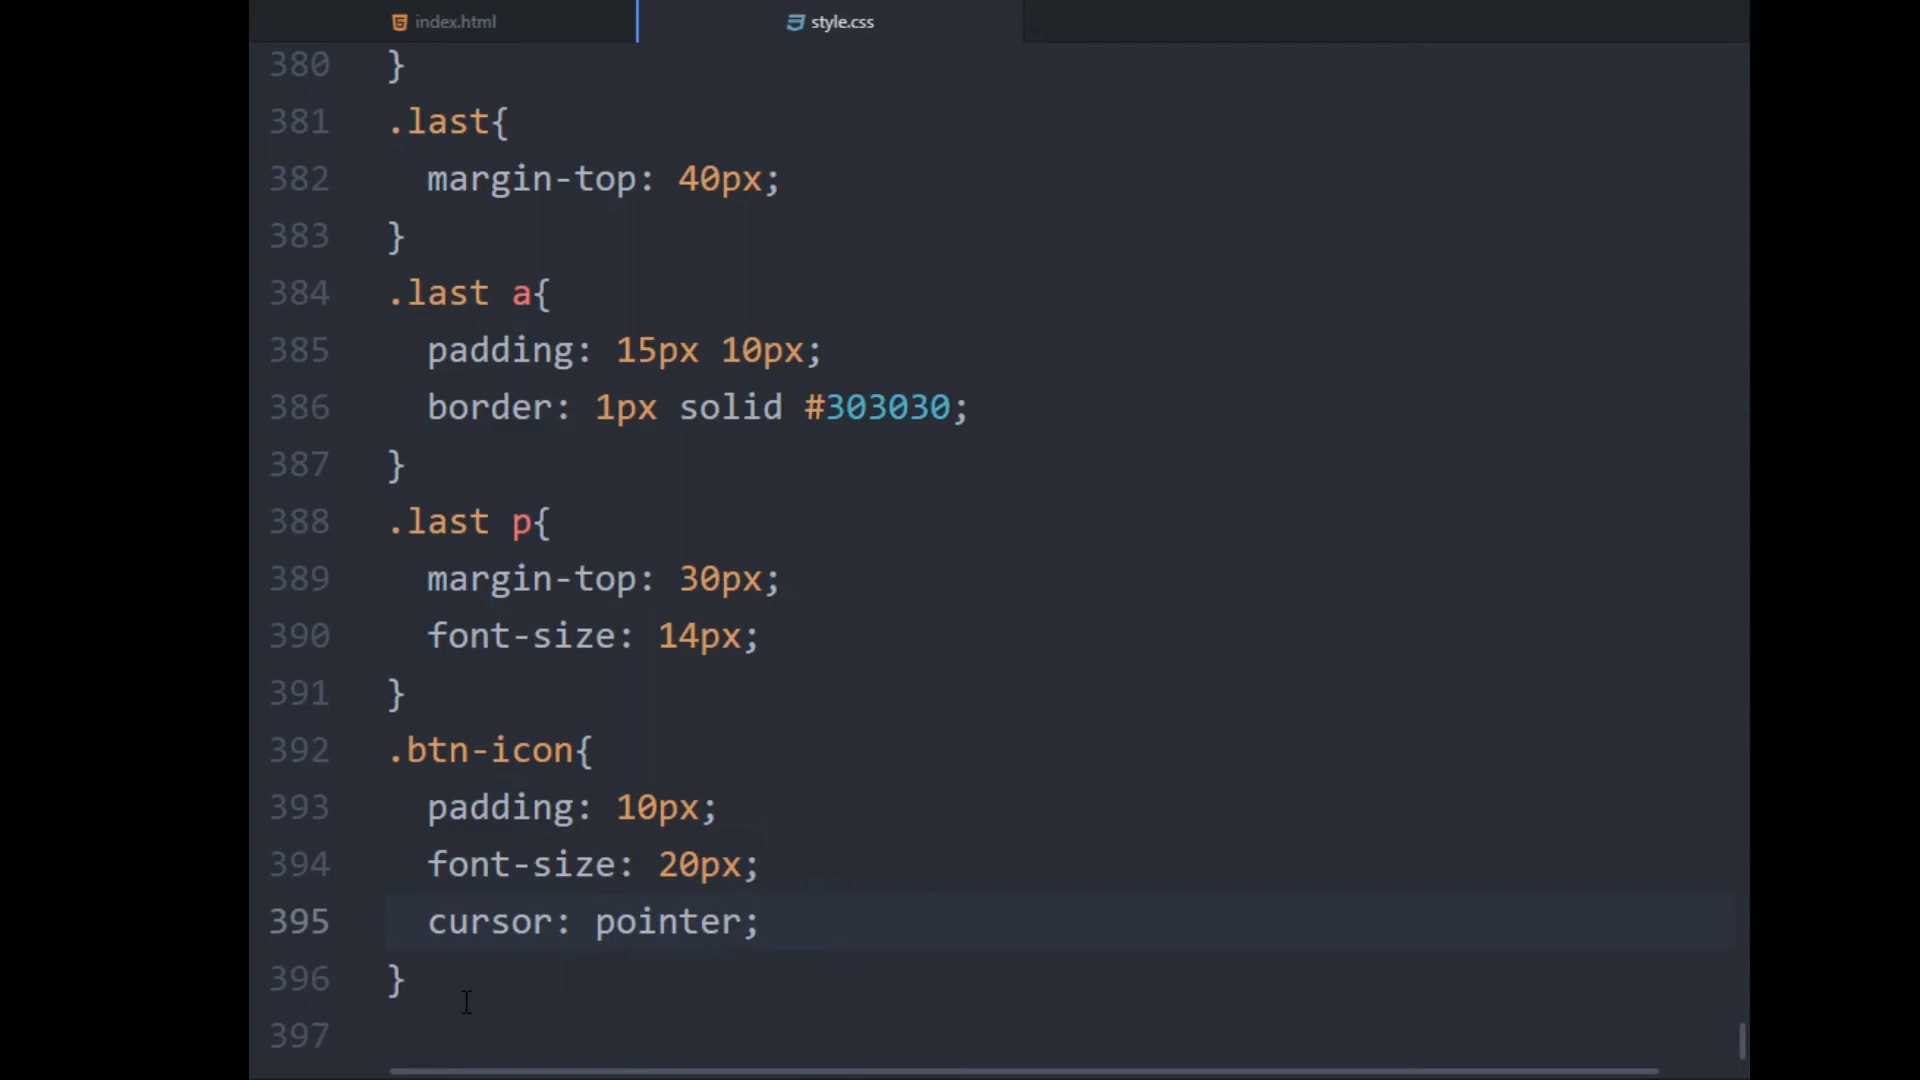 index.html
style.css
380 }
381 .last{
382 margin-top: 40px;
383 }
384 .last a{
385 padding: 15px 10px;
386 border: 1px solid #303030;
387 }
388 .last p{
389 margin-top: 30px;
390 font-size: 14px;
391 }
392 .btn-icon{
393 padding: 10px;
394 font-size: 20px;
395 cursor: pointer;
396 }
397